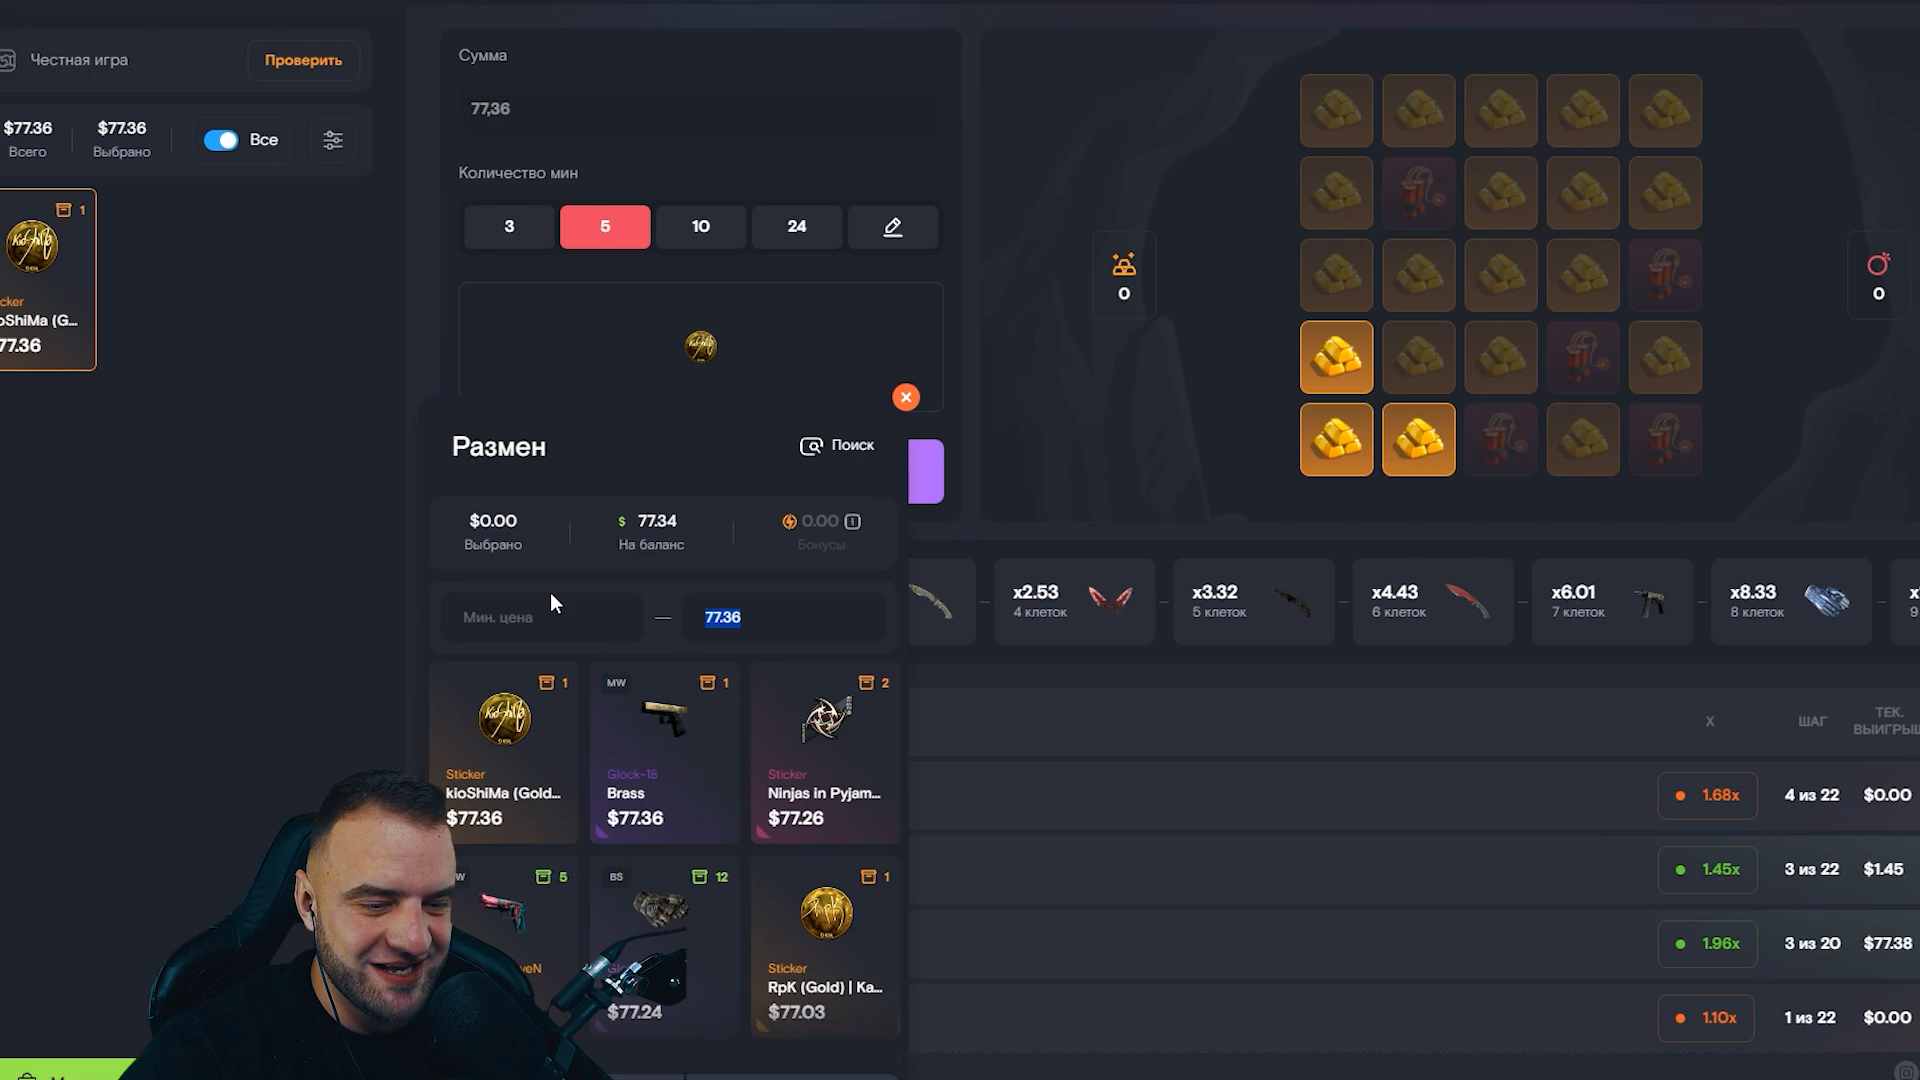 Честная игра
Проверить
$77.36
Всего
$77.36
Выбрано
Все
1
77.36
Сумма
77,36
Количество мин
3
5
10
24
0
0
Размен
Поиск
$0.00
Выбрано
$ 77.34
На баланс
0.00
Бонусы
Мин. цена
—
77.36
1
Sticker
kioShiMa (Gold...
$77.36
MW
1
Glock-18
Brass
$77.36
2
Sticker
Ninjas in Pyjam...
$77.26
5
BS
12
$77.24
1
Sticker
RpK (Gold) | Ka...
$77.03
x2.53
4 клеток
x3.32
5 клеток
x4.43
6 клеток
x6.01
7 клеток
x8.33
8 клеток
X
ШАГ
ТЕК.
1.68x
4 из 22
$0.00
1.45x
3 из 22
$1.45
1.96x
3 из 20
$77.38
1.10x
1 из 22
$0.00